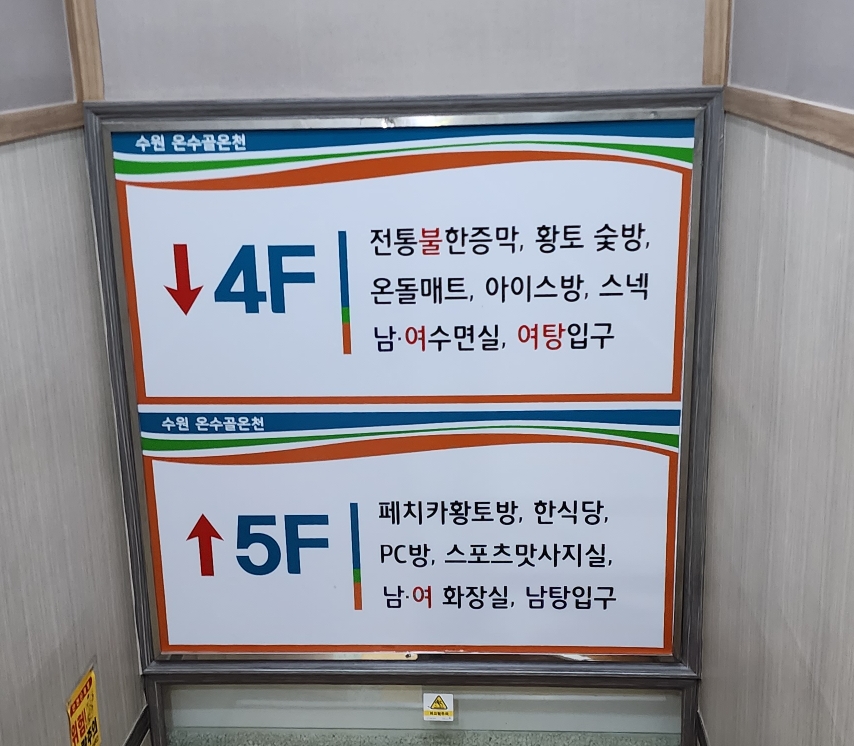 수원 온수골온천
↓4F
전통불한증막, 황토 숯방,
온돌매트, 아이스방, 스넥
남·여수면실, 여탕입구
수원 온수골온천
↑5F
페치카황토방, 한식당,
PC방, 스포츠맛사지실,
남·여 화장실, 남탕입구
위험